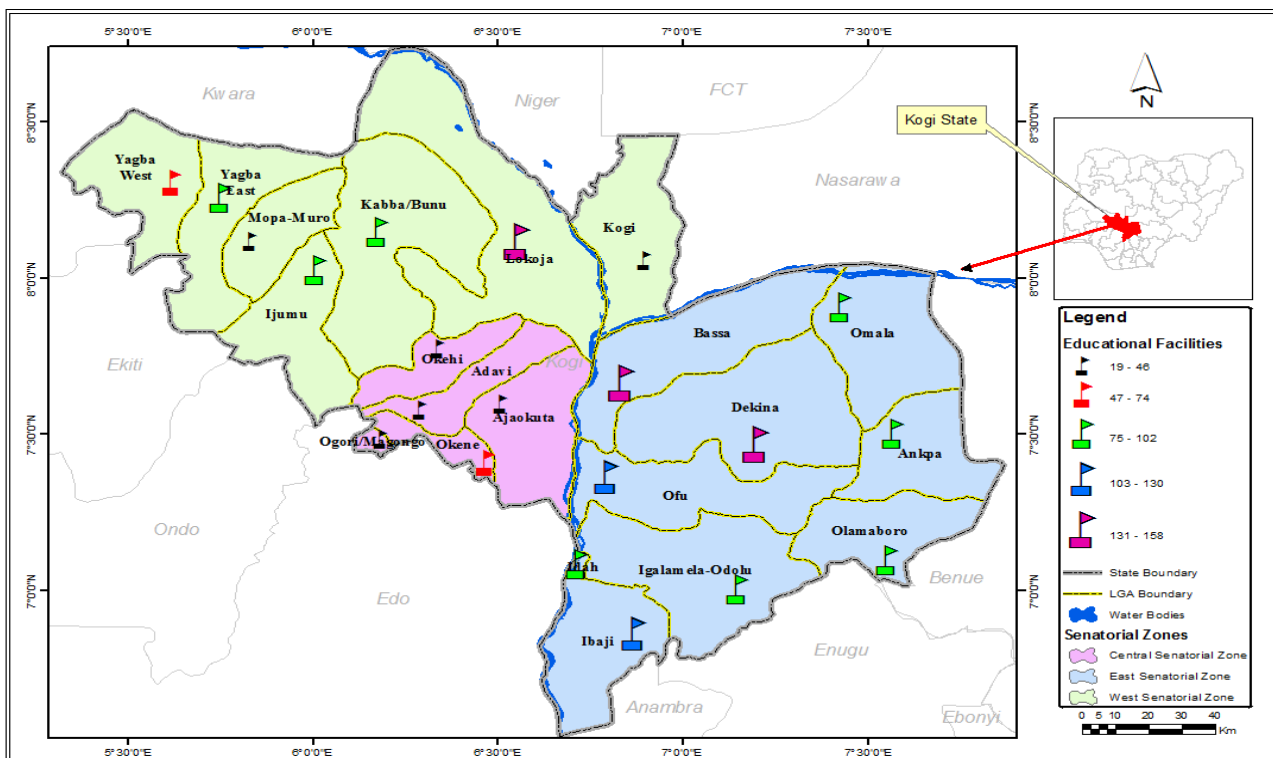 5°30'0"E
6°0'0"E
6°30'0"E
7°0'0"E
7°30'0"E
Kwara
Niger
FCT
N
Kogi State
8°30'0"N
8°30'0"N
Yagba
West
Yagba
East
Nasarawa
Mopa-Muro
Kabba/Bunu
Kogi
Lokoja
8°0'0"N
8°0'0"N
Ijumu
Bassa
Omala
Ekiti
Okehi
Kogi
Adavi
Dekina
Ajaokuta
7°30'0"N
7°30'0"N
Ogori/Magongo
Okene
Ankpa
Ofu
Ondo
Olamaboro
Idah
Igalamela-Odolu
Benue
7°0'0"N
7°0'0"N
Edo
Ibaji
Enugu
Anambra
Ebonyi
5°30'0"E
6°0'0"E
6°30'0"E
7°0'0"E
7°30'0"E
Legend
Educational Facilities
19 - 46
47 - 74
75 - 102
103 - 130
131 - 158
State Boundary
LGA Boundary
Water Bodies
Senatorial Zones
Central Senatorial Zone
East Senatorial Zone
West Senatorial Zone
0 5 10 20 30 40
Km